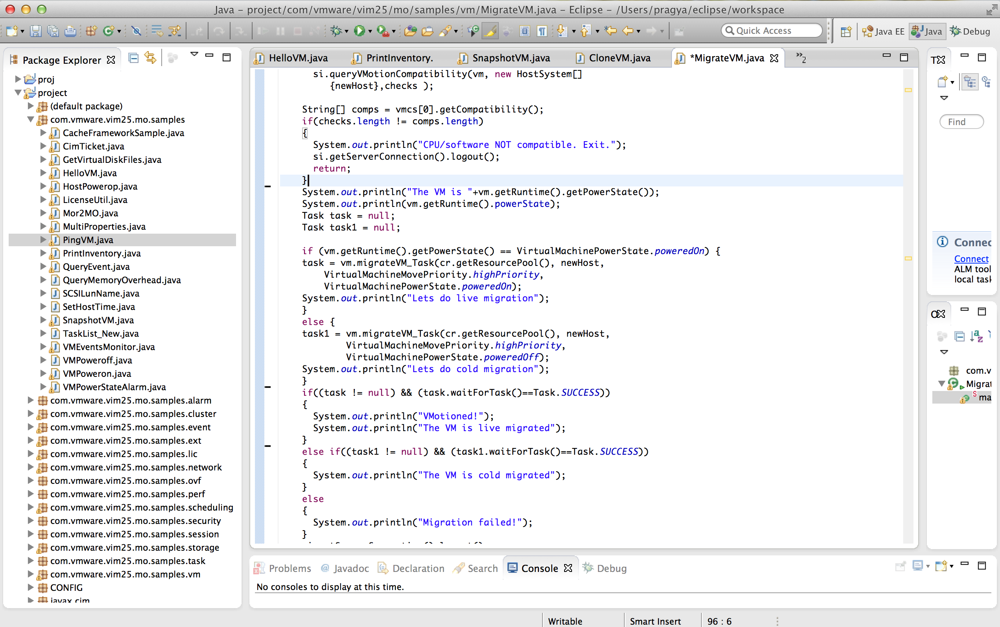 Java – project/com/vmware/vim25/mo/samples/vm/MigrateVM.java – Eclipse – /Users/pragya/eclipse/workspace
Quick Access
Java EE
Java
Debug
Package Explorer
proj
project
(default package)
com.vmware.vim25.mo.samples
CacheFrameworkSample.java
CimTicket.java
GetVirtualDiskFiles.java
HelloVM.java
HostPowerop.java
LicenseUtil.java
Mor2MO.java
MultiProperties.java
PingVM.java
PrintInventory.java
QueryEvent.java
QueryMemoryOverhead.java
SCSILunName.java
SetHostTime.java
SnapshotVM.java
TaskList_New.java
VMEventsMonitor.java
VMPoweroff.java
VMPoweron.java
VMPowerStateAlarm.java
com.vmware.vim25.mo.samples.alarm
com.vmware.vim25.mo.samples.cluster
com.vmware.vim25.mo.samples.event
com.vmware.vim25.mo.samples.ext
com.vmware.vim25.mo.samples.lic
com.vmware.vim25.mo.samples.network
com.vmware.vim25.mo.samples.ovf
com.vmware.vim25.mo.samples.perf
com.vmware.vim25.mo.samples.scheduling
com.vmware.vim25.mo.samples.security
com.vmware.vim25.mo.samples.session
com.vmware.vim25.mo.samples.storage
com.vmware.vim25.mo.samples.task
com.vmware.vim25.mo.samples.vm
CONFIG
javax.cim
HelloVM.java
PrintInventory.
SnapshotVM.java
CloneVM.java
*MigrateVM.java
»2
si.queryVMotionCompatibility(vm, new HostSystem[]
{newHost},checks );
String[] comps = vmcs[0].getCompatibility();
if(checks.length != comps.length)
{
System.out.println("CPU/software NOT compatible. Exit.");
si.getServerConnection().logout();
return;
}
System.out.println("The VM is "+vm.getRuntime().getPowerState());
System.out.println(vm.getRuntime().powerState);
Task task = null;
Task task1 = null;
if (vm.getRuntime().getPowerState() == VirtualMachinePowerState.poweredOn) {
task = vm.migrateVM_Task(cr.getResourcePool(), newHost,
VirtualMachineMovePriority.highPriority,
VirtualMachinePowerState.poweredOn);
System.out.println("Lets do live migration");
}
else {
task1 = vm.migrateVM_Task(cr.getResourcePool(), newHost,
VirtualMachineMovePriority.highPriority,
VirtualMachinePowerState.poweredOff);
System.out.println("Lets do cold migration");
}
if((task != null) && (task.waitForTask()==Task.SUCCESS))
{
System.out.println("VMotioned!");
System.out.println("The VM is live migrated");
}
else if((task1 != null) && (task1.waitForTask()==Task.SUCCESS))
{
System.out.println("The VM is cold migrated");
}
else
{
System.out.println("Migration failed!");
}
T
Find
Connec
Connect
ALM tool
local task
O
com.v
Migrat
S ma
Problems
Javadoc
Declaration
Search
Console
Debug
No consoles to display at this time.
Writable
Smart Insert
96 : 6